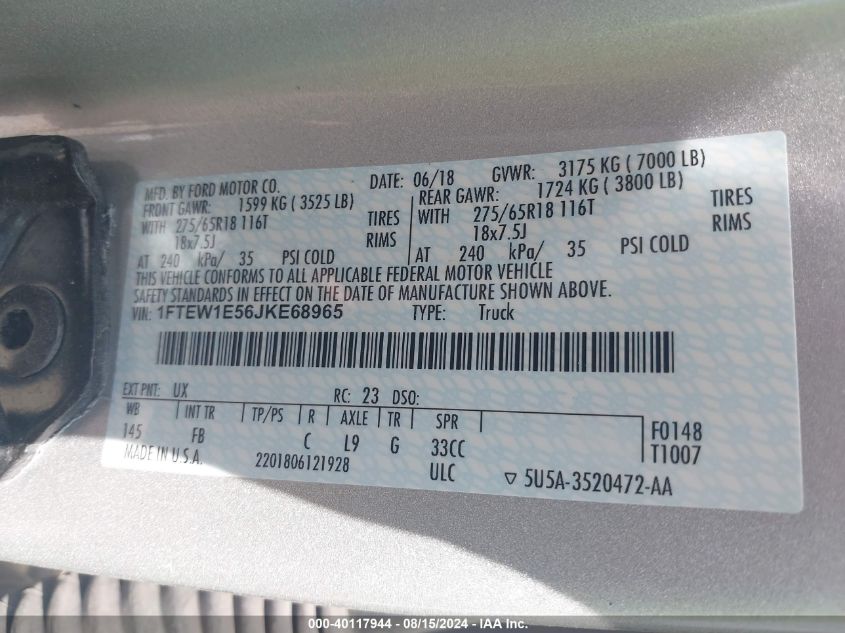 MFD. BY FORD MOTOR CO. DATE: 06/18 GVWR: 3175 KG ( 7000 LB)
FRONT GAWR: 1599 KG ( 3525 LB) REAR GAWR: 1724 KG ( 3800 LB)
WITH 275/65R18 116T TIRES WITH 275/65R18 116T TIRES
18x7.5J RIMS 18x7.5J RIMS
AT 240 kPa/ 35 PSI COLD AT 240 kPa/ 35 PSI COLD
THIS VEHICLE CONFORMS TO ALL APPLICABLE FEDERAL MOTOR VEHICLE
SAFETY STANDARDS IN EFFECT ON THE DATE OF MANUFACTURE SHOWN ABOVE.
VIN: 1FTEW1E56JKE68965 TYPE: Truck
EXT PNT: UX RC: 23 DSO:
WB INT TR TP/PS R AXLE TR SPR
145 FB C L9 G 33CC F0148
MADE IN U.S.A. 2201806121928 ULC T1007
▽ 5U5A-3520472-AA
000-40117944 - 08/15/2024 - IAA Inc.